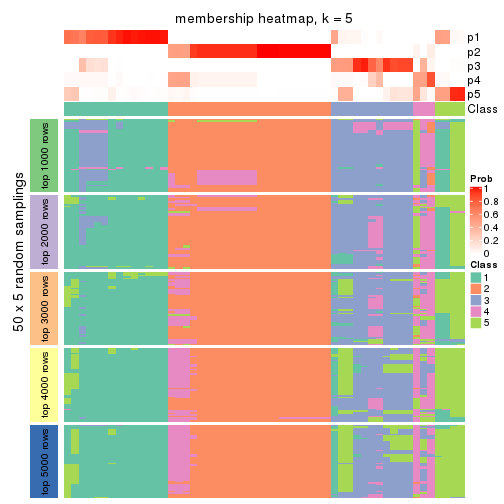 membership heatmap, k = 5
p1
p2
p3
p4
p5
Class
50 x 5 random samplings
top 1000 rows
top 2000 rows
top 3000 rows
top 4000 rows
top 5000 rows
Prob
1
0.8
0.6
0.4
0.2
0
Class
1
2
3
4
5